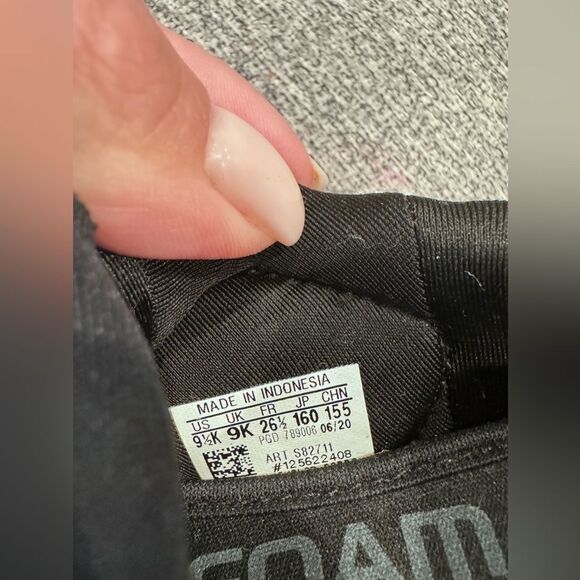 MADE IN INDONESIA
US UK FR JP CHN
9½K 9K 26½ 160 155
PGD 789006 06/20
ART S82711
#125622408
FOAM